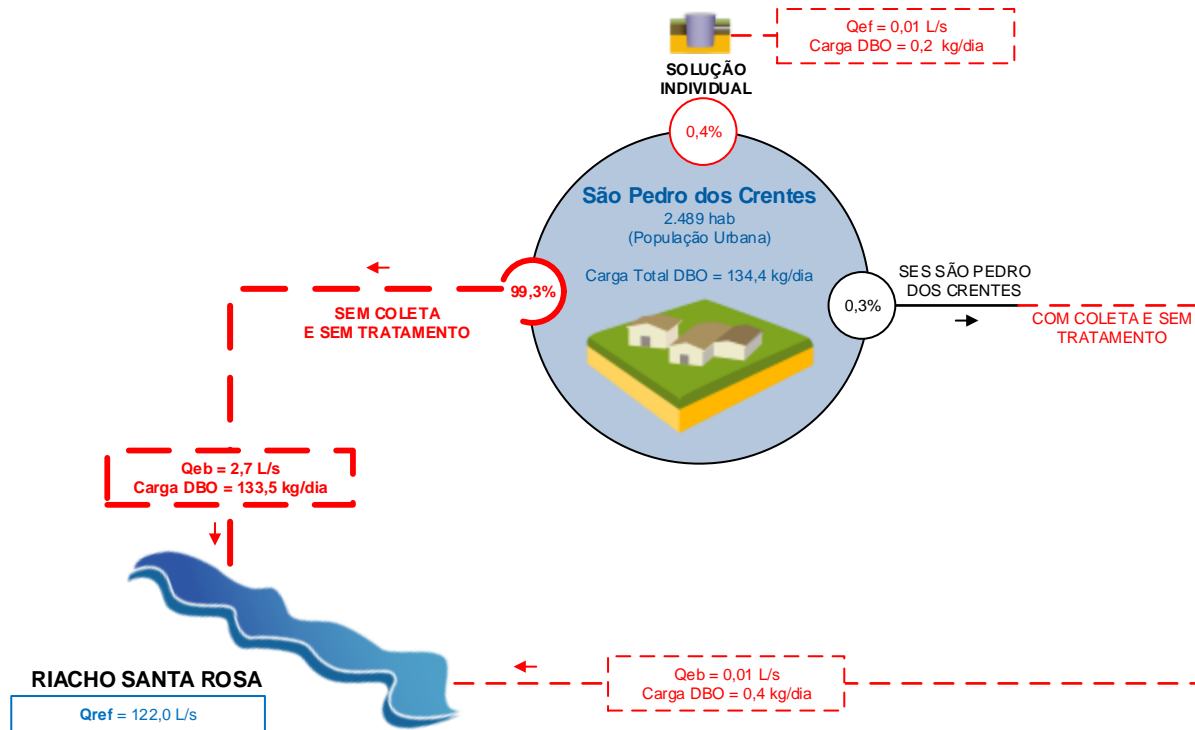 Qef = 0,01 L/s
Carga DBO = 0,2 kg/dia
SOLUÇÃO
INDIVIDUAL
0,4%
São Pedro dos Crentes
2.489 hab
(População Urbana)
Carga Total DBO = 134,4 kg/dia
99,3%
SEM COLETA
E SEM TRATAMENTO
0,3%
SES SÃO PEDRO
DOS CRENTES
COM COLETA E SEM
TRATAMENTO
Qeb = 2,7 L/s
Carga DBO = 133,5 kg/dia
RIACHO SANTA ROSA
Qref = 122,0 L/s
Qeb = 0,01 L/s
Carga DBO = 0,4 kg/dia